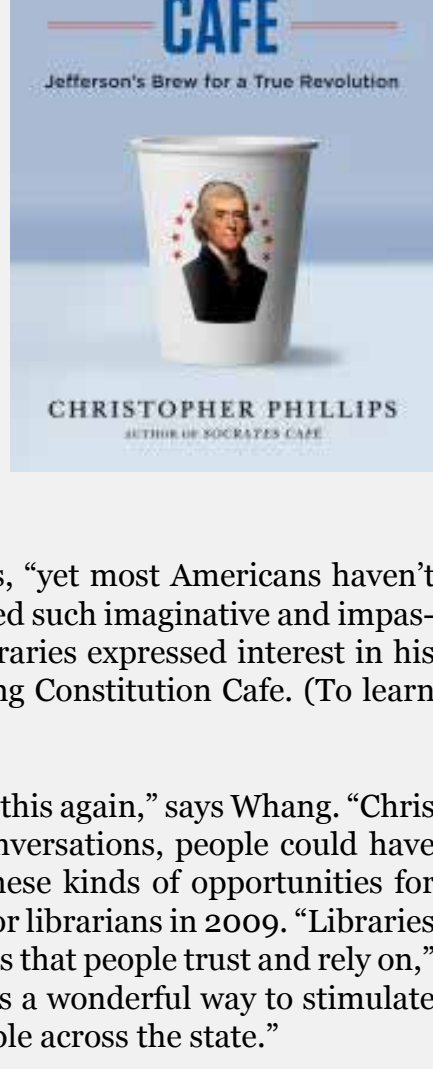 CAFE
Jefferson's Brew for a True Revolution
CHRISTOPHER PHILLIPS
AUTHOR OF SOCRATES CAFÉ
s, “yet most Americans haven’t
ed such imaginative and impas-
raries expressed interest in his
ng Constitution Cafe. (To learn
this again,” says Whang. “Chris
nversations, people could have
hese kinds of opportunities for
or librarians in 2009. “Libraries
s that people trust and rely on,”
s a wonderful way to stimulate
ple across the state.”